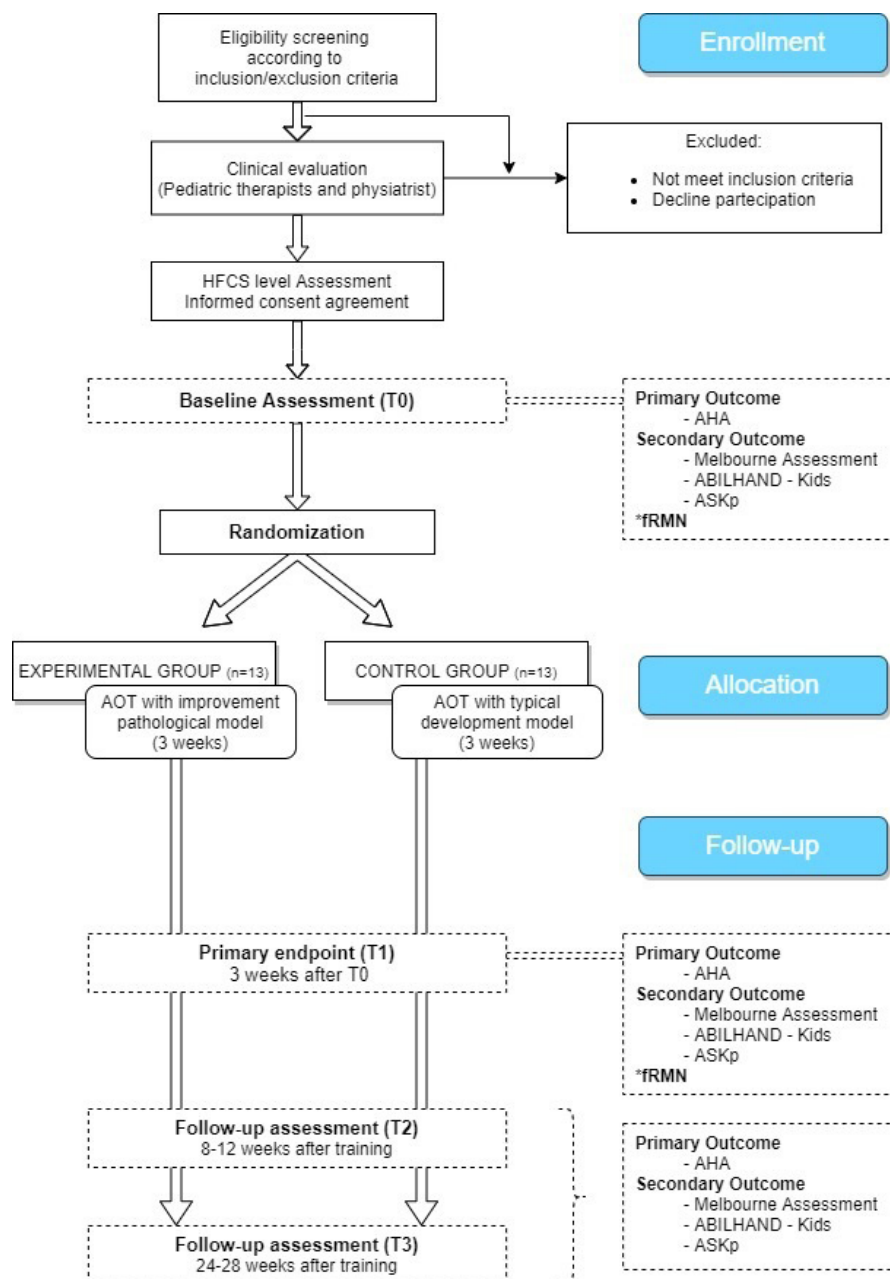 Eligibility screening
according to
inclusion/exclusion criteria
Enrollment
Clinical evaluation
(Pediatric therapists and physiatrist)
Excluded:
• Not meet inclusion criteria
• Decline partecipation
HFCS level Assessment
Informed consent agreement
Baseline Assessment (T0)
Primary Outcome
- AHA
Secondary Outcome
- Melbourne Assessment
- ABILHAND - Kids
- ASKp
*fRMN
Randomization
EXPERIMENTAL GROUP (n=13)
AOT with improvement
pathological model
(3 weeks)
CONTROL GROUP (n=13)
AOT with typical
development model
(3 weeks)
Allocation
Follow-up
Primary endpoint (T1)
3 weeks after T0
Primary Outcome
- AHA
Secondary Outcome
- Melbourne Assessment
- ABILHAND - Kids
- ASKp
*fRMN
Follow-up assessment (T2)
8-12 weeks after training
Primary Outcome
- AHA
Secondary Outcome
- Melbourne Assessment
- ABILHAND - Kids
- ASKp
Follow-up assessment (T3)
24-28 weeks after training